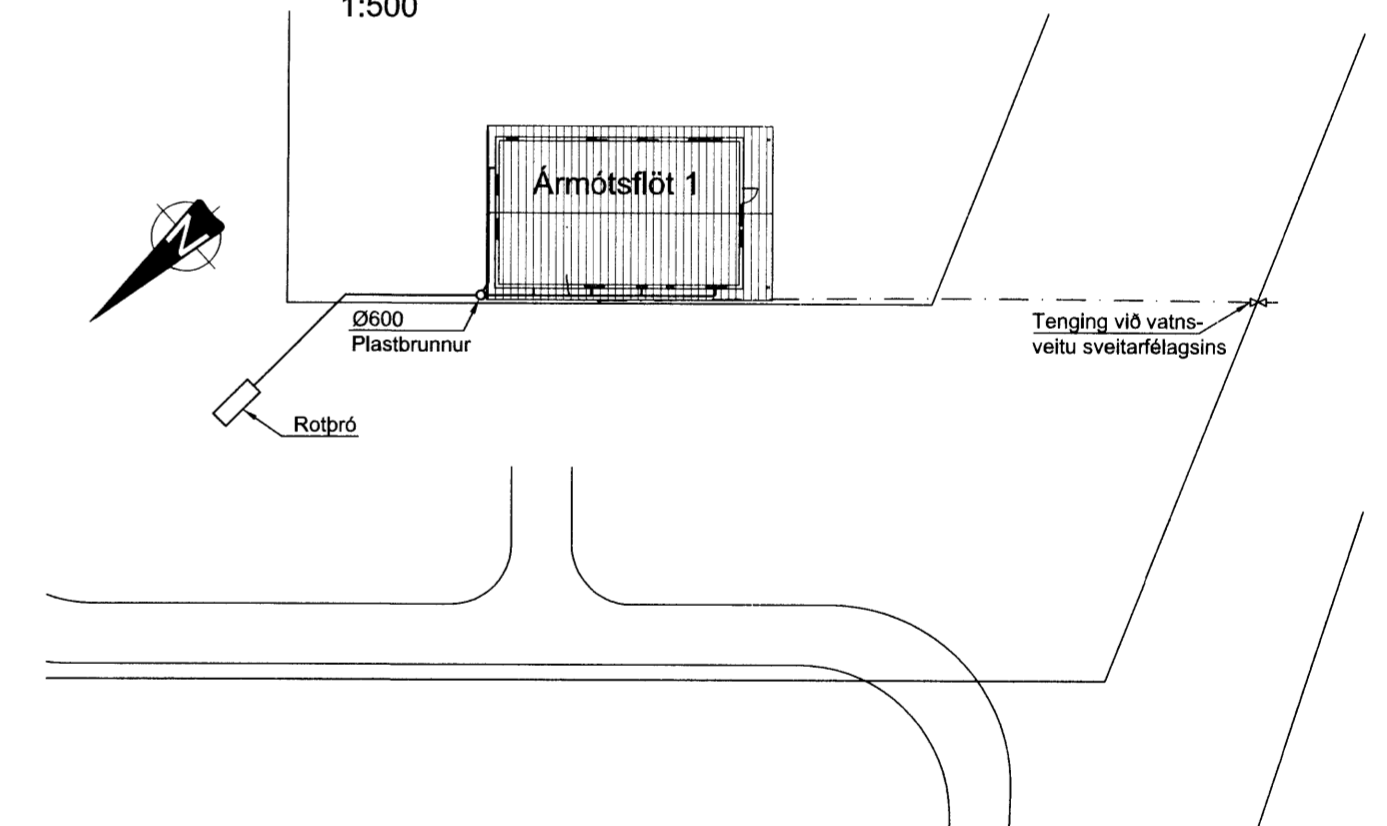 1:500
Ármótsflöt 1
N
Ø600
Plastbrunnur
Tenging við vatns-
veitu sveitarfélagsins
Rotþró